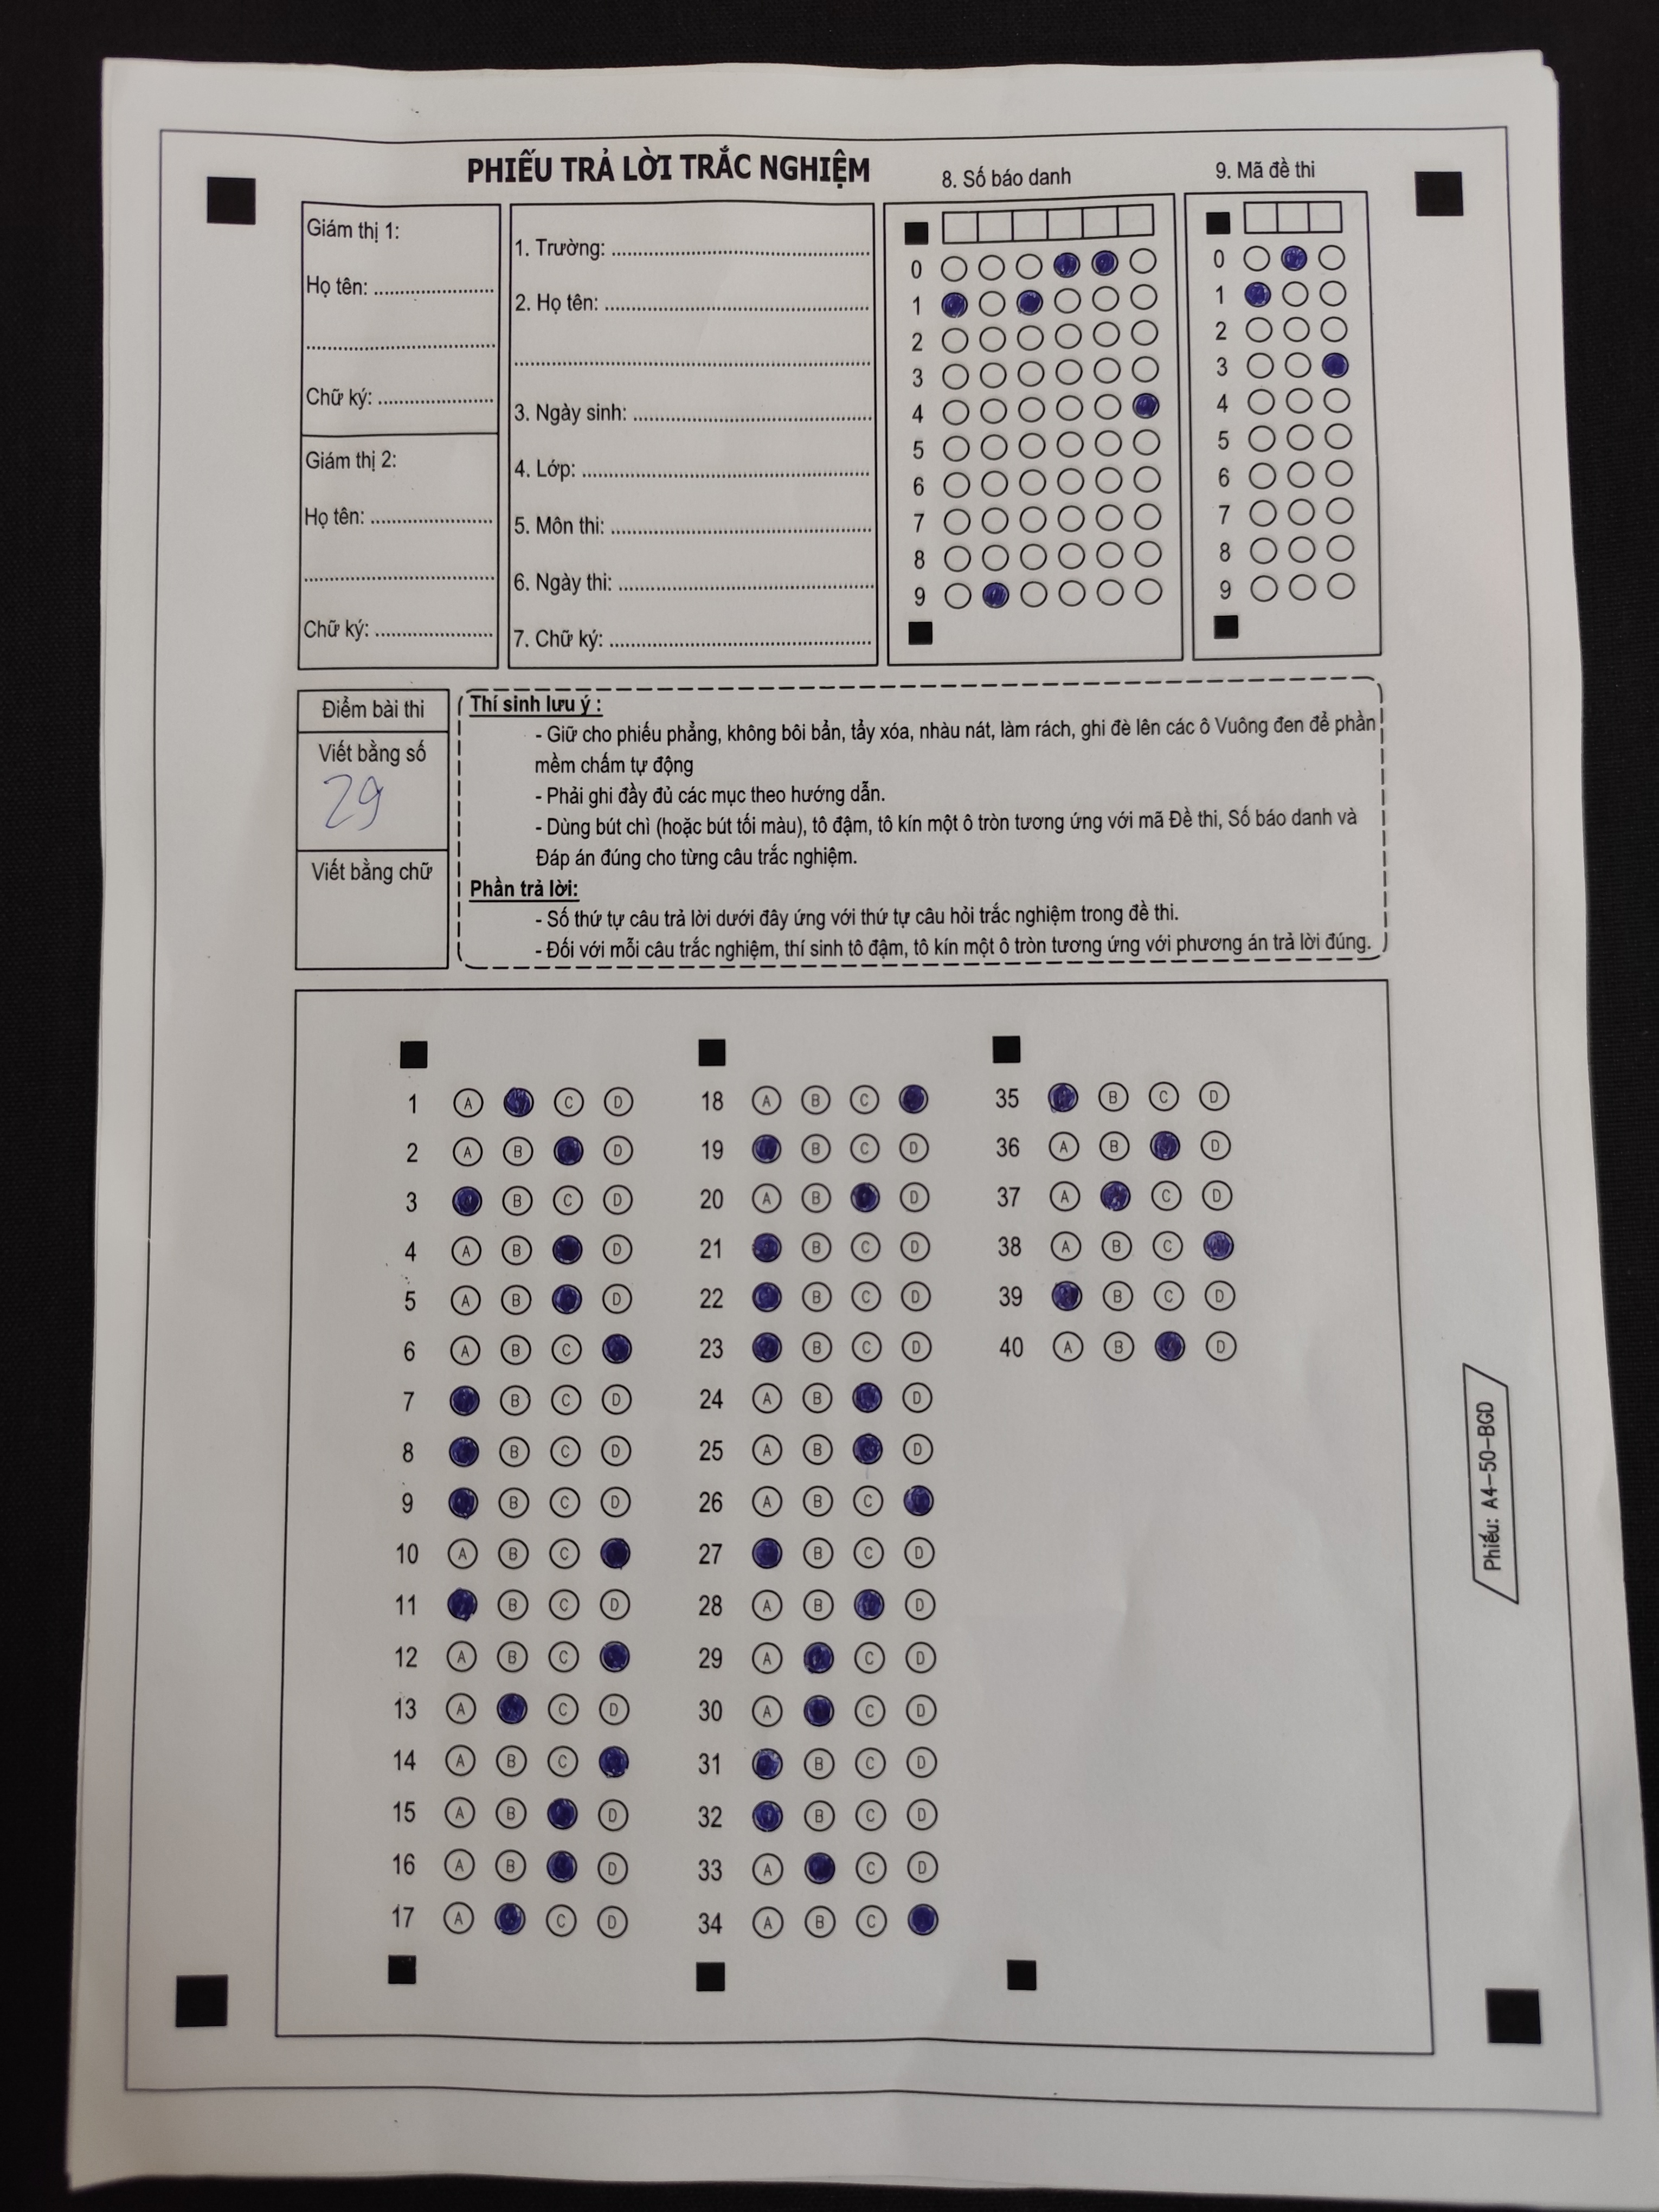 PHIẾU TRẢ LỜI TRẮC NGHIỆM
Giám thị 1:
Họ tên: ......................
..................................
Chữ ký: .....................
Giám thị 2:
Họ tên: ......................
..................................
Chữ ký: .....................
1. Trường: ..............................................
2. Họ tên: ..............................................
................................................................
3. Ngày sinh: ..........................................
4. Lớp: ...................................................
5. Môn thi: ..............................................
6. Ngày thi: .............................................
7. Chữ ký: ..............................................
8. Số báo danh
0
1
2
3
4
5
6
7
8
9
9. Mã đề thi
0
1
2
3
4
5
6
7
8
9
Điểm bài thi
Viết bằng số
29
Viết bằng chữ
Thí sinh lưu ý :
- Giữ cho phiếu phẳng, không bôi bẩn, tẩy xóa, nhàu nát, làm rách, ghi đè lên các ô Vuông đen để phần
mềm chấm tự động
- Phải ghi đầy đủ các mục theo hướng dẫn.
- Dùng bút chì (hoặc bút tối màu), tô đậm, tô kín một ô tròn tương ứng với mã Đề thi, Số báo danh và
Đáp án đúng cho từng câu trắc nghiệm.
Phần trả lời:
- Số thứ tự câu trả lời dưới đây ứng với thứ tự câu hỏi trắc nghiệm trong đề thi.
- Đối với mỗi câu trắc nghiệm, thí sinh tô đậm, tô kín một ô tròn tương ứng với phương án trả lời đúng.
1 A C D
2 A B D
3 B C D
4 A B D
5 A B D
6 A B C
7 B C D
8 B C D
9 B C D
10 A B C
11 B C D
12 A B C
13 A C D
14 A B C
15 A B D
16 A B D
17 A C D
18 A B C
19 B C D
20 A B D
21 B C D
22 B C D
23 B C D
24 A B D
25 A B D
26 A B C
27 B C D
28 A B D
29 A C D
30 A C D
31 B C D
32 B C D
33 A C D
34 A B C
35 B C D
36 A B D
37 A C D
38 A B C
39 B C D
40 A B D
Phiếu: A4-50-BGD